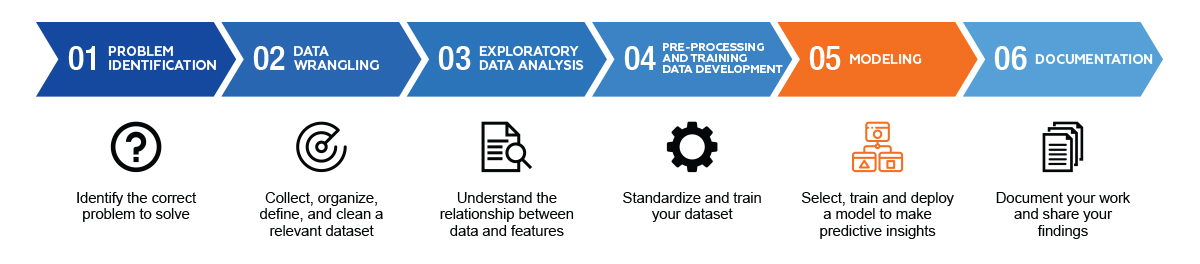 01 PROBLEM
IDENTIFICATION
02 DATA
WRANGLING
03 EXPLORATORY
DATA ANALYSIS
04 PRE-PROCESSING
AND TRAINING
DATA DEVELOPMENT
05 MODELING
06 DOCUMENTATION
Identify the correct
problem to solve
Collect, organize,
define, and clean a
relevant dataset
Understand the
relationship between
data and features
Standardize and train
your dataset
Select, train and deploy
a model to make
predictive insights
Document your work
and share your
findings